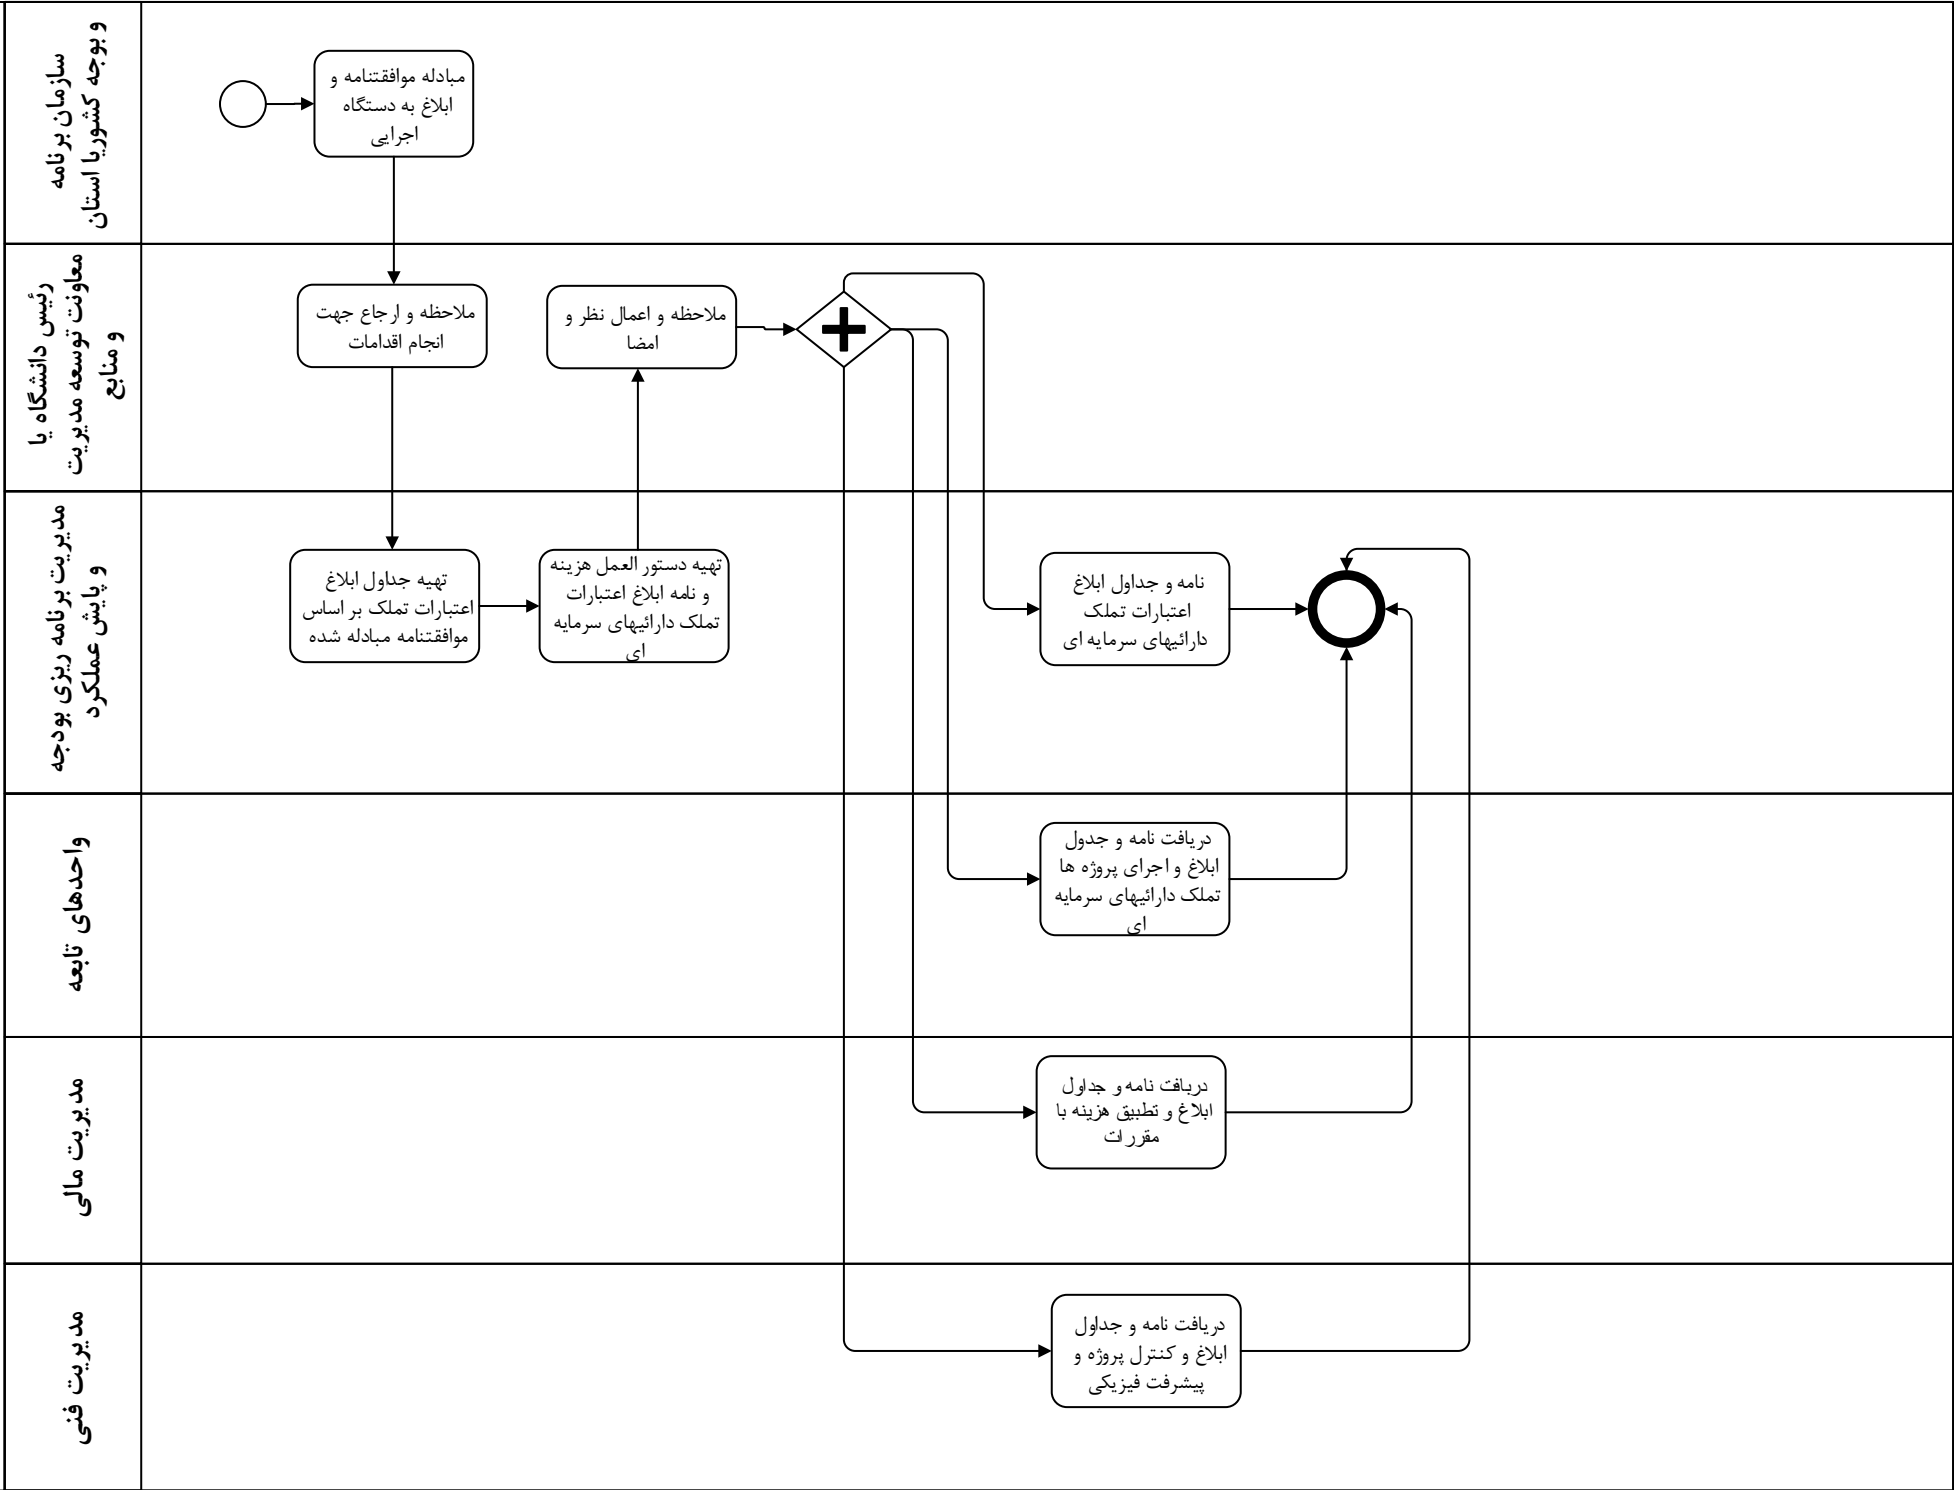 سازمان برنامه
و بوجه کشوریا استان
مبادله موافقتنامه و
ابلاغ به دستگاه
اجرایی
رئیس دانشگاه یا
معاونت توسعه مدیریت
و منابع
ملاحظه و ارجاع جهت
انجام اقدامات
ملاحظه و اعمال نظر و
امضا
مدیریت برنامه ریزی بودجه
و پایش عملکرد
تهیه جداول ابلاغ
اعتبارات تملک بر اساس
موافقتنامه مبادله شده
تهیه دستور العمل هزینه
و نامه ابلاغ اعتبارات
تملک دارائیهای سرمایه
ای
نامه و جداول ابلاغ
اعتبارات تملک
دارائیهای سرمایه ای
واحدهای تابعه
دریافت نامه و جدول
ابلاغ و اجرای پروژه ها
تملک دارائیهای سرمایه
ای
مدیریت مالی
دریافت نامه و جداول
ابلاغ و تطبیق هزینه با
مقررات
مدیریت فنی
دریافت نامه و جداول
ابلاغ و کنترل پروژه و
پیشرفت فیزیکی